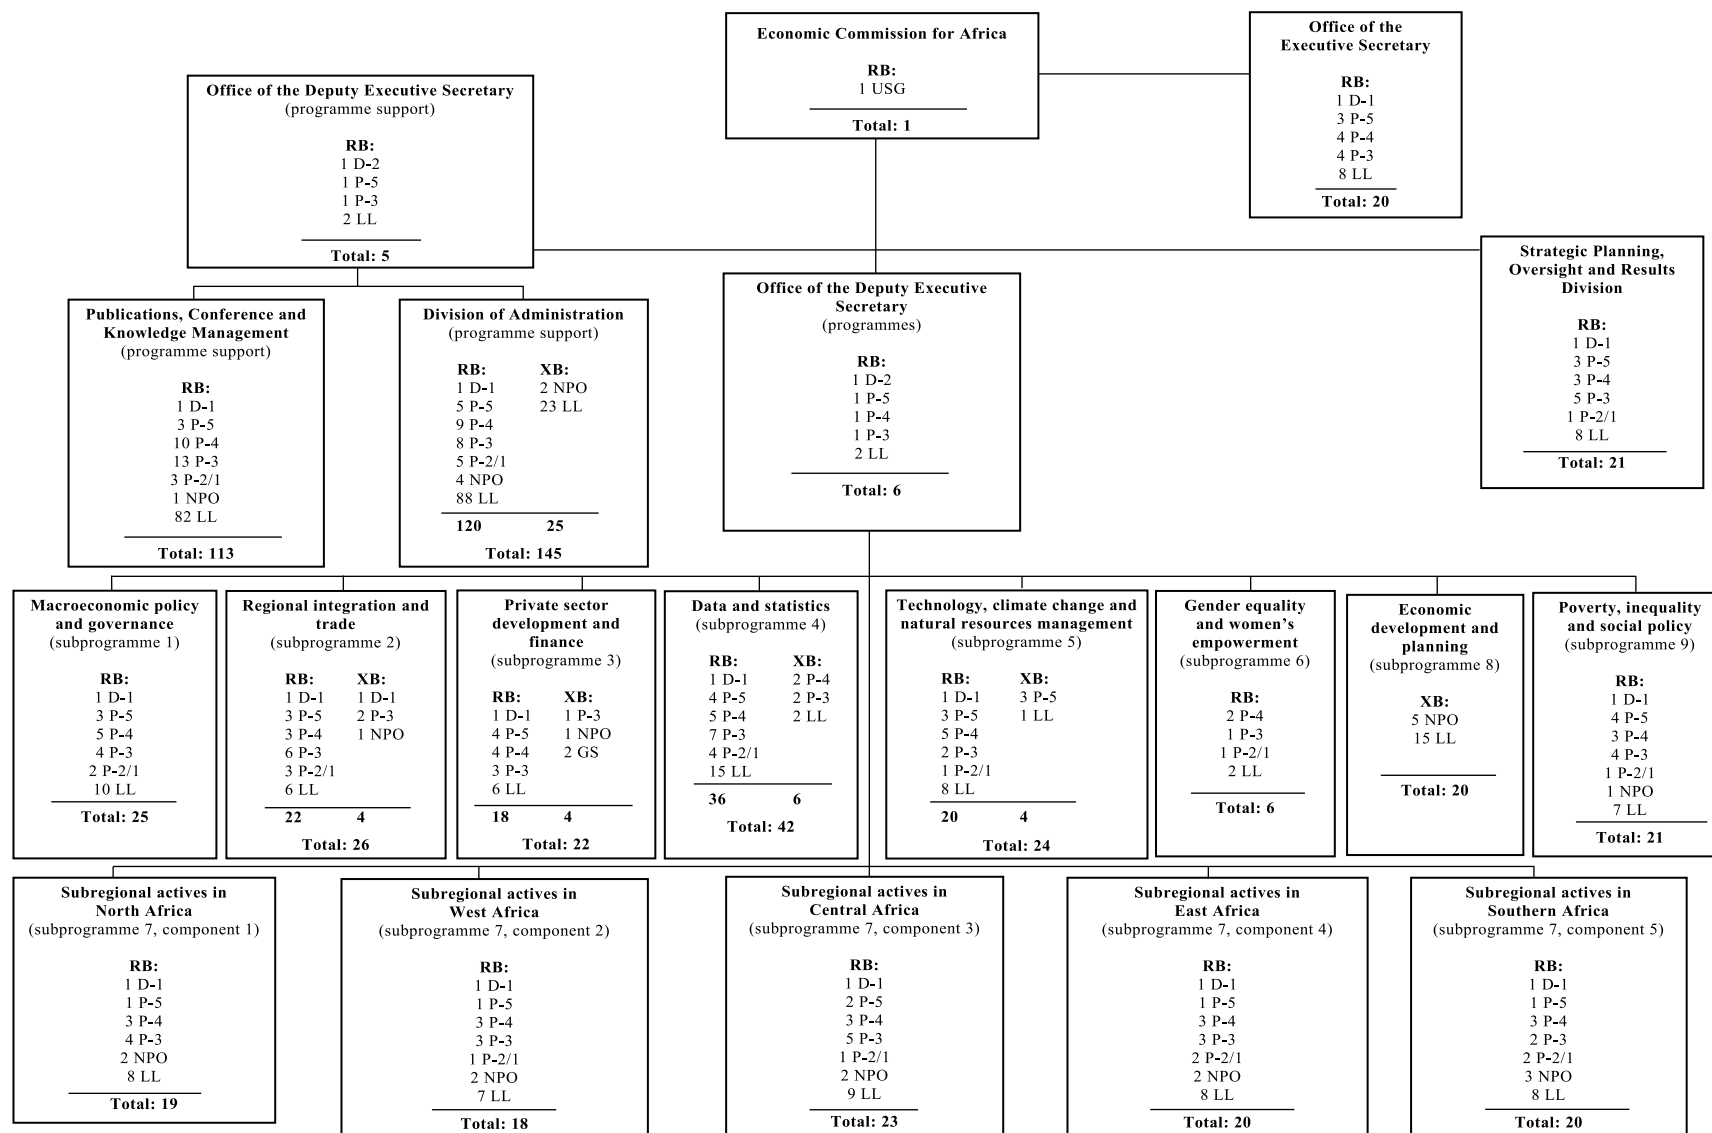 Economic Commission for Africa
RB:
1 USG
Total: 1
Office of the
Executive Secretary
RB:
1 D-1
3 P-5
4 P-4
4 P-3
8 LL
Total: 20
Office of the Deputy Executive Secretary
(programme support)
RB:
1 D-2
1 P-5
1 P-3
2 LL
Total: 5
Strategic Planning,
Oversight and Results
Division
RB:
1 D-1
3 P-5
3 P-4
5 P-3
1 P-2/1
8 LL
Total: 21
Publications, Conference and
Knowledge Management
(programme support)
RB:
1 D-1
3 P-5
10 P-4
13 P-3
3 P-2/1
1 NPO
82 LL
Total: 113
Division of Administration
(programme support)
RB: XB:
1 D-1 2 NPO
5 P-5 23 LL
9 P-4
8 P-3
5 P-2/1
4 NPO
88 LL
120 25
Total: 145
Office of the Deputy Executive
Secretary
(programmes)
RB:
1 D-2
1 P-5
1 P-4
1 P-3
2 LL
Total: 6
Macroeconomic policy
and governance
(subprogramme 1)
RB:
1 D-1
3 P-5
5 P-4
4 P-3
2 P-2/1
10 LL
Total: 25
Regional integration and
trade
(subprogramme 2)
RB: XB:
1 D-1 1 D-1
3 P-5 2 P-3
3 P-4 1 NPO
6 P-3
3 P-2/1
6 LL
22 4
Total: 26
Private sector
development and
finance
(subprogramme 3)
RB: XB:
1 D-1 1 P-3
4 P-5 1 NPO
4 P-4 2 GS
3 P-3
6 LL
18 4
Total: 22
Data and statistics
(subprogramme 4)
RB: XB:
1 D-1 2 P-4
4 P-5 2 P-3
5 P-4 2 LL
7 P-3
4 P-2/1
15 LL
36 6
Total: 42
Technology, climate change and
natural resources management
(subprogramme 5)
RB: XB:
1 D-1 3 P-5
3 P-5 1 LL
5 P-4
2 P-3
1 P-2/1
8 LL
20 4
Total: 24
Gender equality
and women’s
empowerment
(subprogramme 6)
RB:
2 P-4
1 P-3
1 P-2/1
2 LL
Total: 6
Economic
development and
planning
(subprogramme 8)
XB:
5 NPO
15 LL
Total: 20
Poverty, inequality
and social policy
(subprogramme 9)
RB:
1 D-1
4 P-5
3 P-4
4 P-3
1 P-2/1
1 NPO
7 LL
Total: 21
Subregional actives in
North Africa
(subprogramme 7, component 1)
RB:
1 D-1
1 P-5
3 P-4
4 P-3
2 NPO
8 LL
Total: 19
Subregional actives in
West Africa
(subprogramme 7, component 2)
RB:
1 D-1
1 P-5
3 P-4
3 P-3
1 P-2/1
2 NPO
7 LL
Total: 18
Subregional actives in
Central Africa
(subprogramme 7, component 3)
RB:
1 D-1
2 P-5
3 P-4
5 P-3
1 P-2/1
2 NPO
9 LL
Total: 23
Subregional actives in
East Africa
(subprogramme 7, component 4)
RB:
1 D-1
1 P-5
3 P-4
3 P-3
2 P-2/1
2 NPO
8 LL
Total: 20
Subregional actives in
Southern Africa
(subprogramme 7, component 5)
RB:
1 D-1
1 P-5
3 P-4
2 P-3
2 P-2/1
3 NPO
8 LL
Total: 20